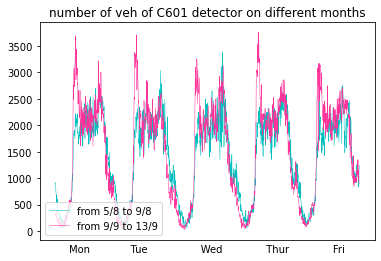 number of veh of C601 detector on different months
3500
3000
2500
2000
1500
1000
500
0
from 5/8 to 9/8
from 9/9 to 13/9
Mon Tue Wed Thur Fri